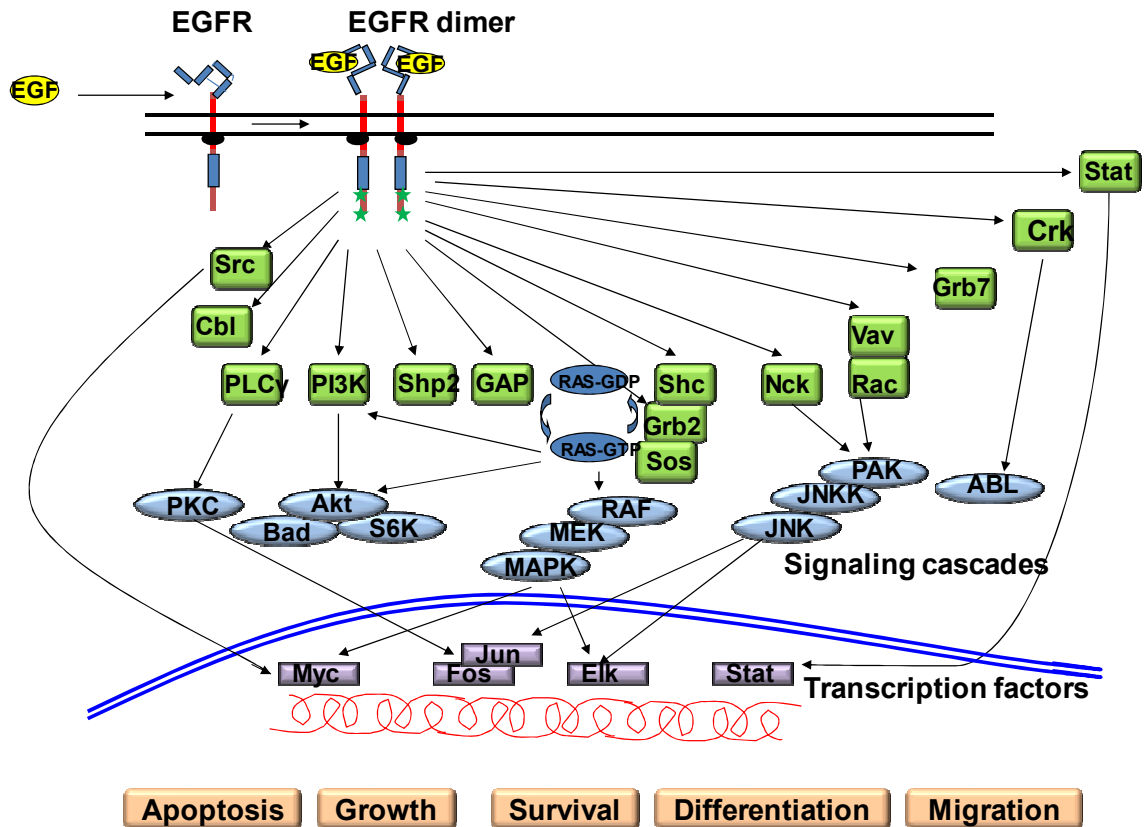 EGFR
EGFR dimer
EGF
EGF
EGF
Stat
Crk
Src
Grb7
Cbl
Vav
PLCγ
PI3K
Shp2
GAP
RAS-GDP
Shc
Nck
Rac
Grb2
RAS-GTP
Sos
PAK
ABL
PKC
Akt
JNKK
RAF
Bad
S6K
MEK
JNK
MAPK
Signaling cascades
Jun
Myc
Fos
Elk
Stat
Transcription factors
Apoptosis
Growth
Survival
Differentiation
Migration